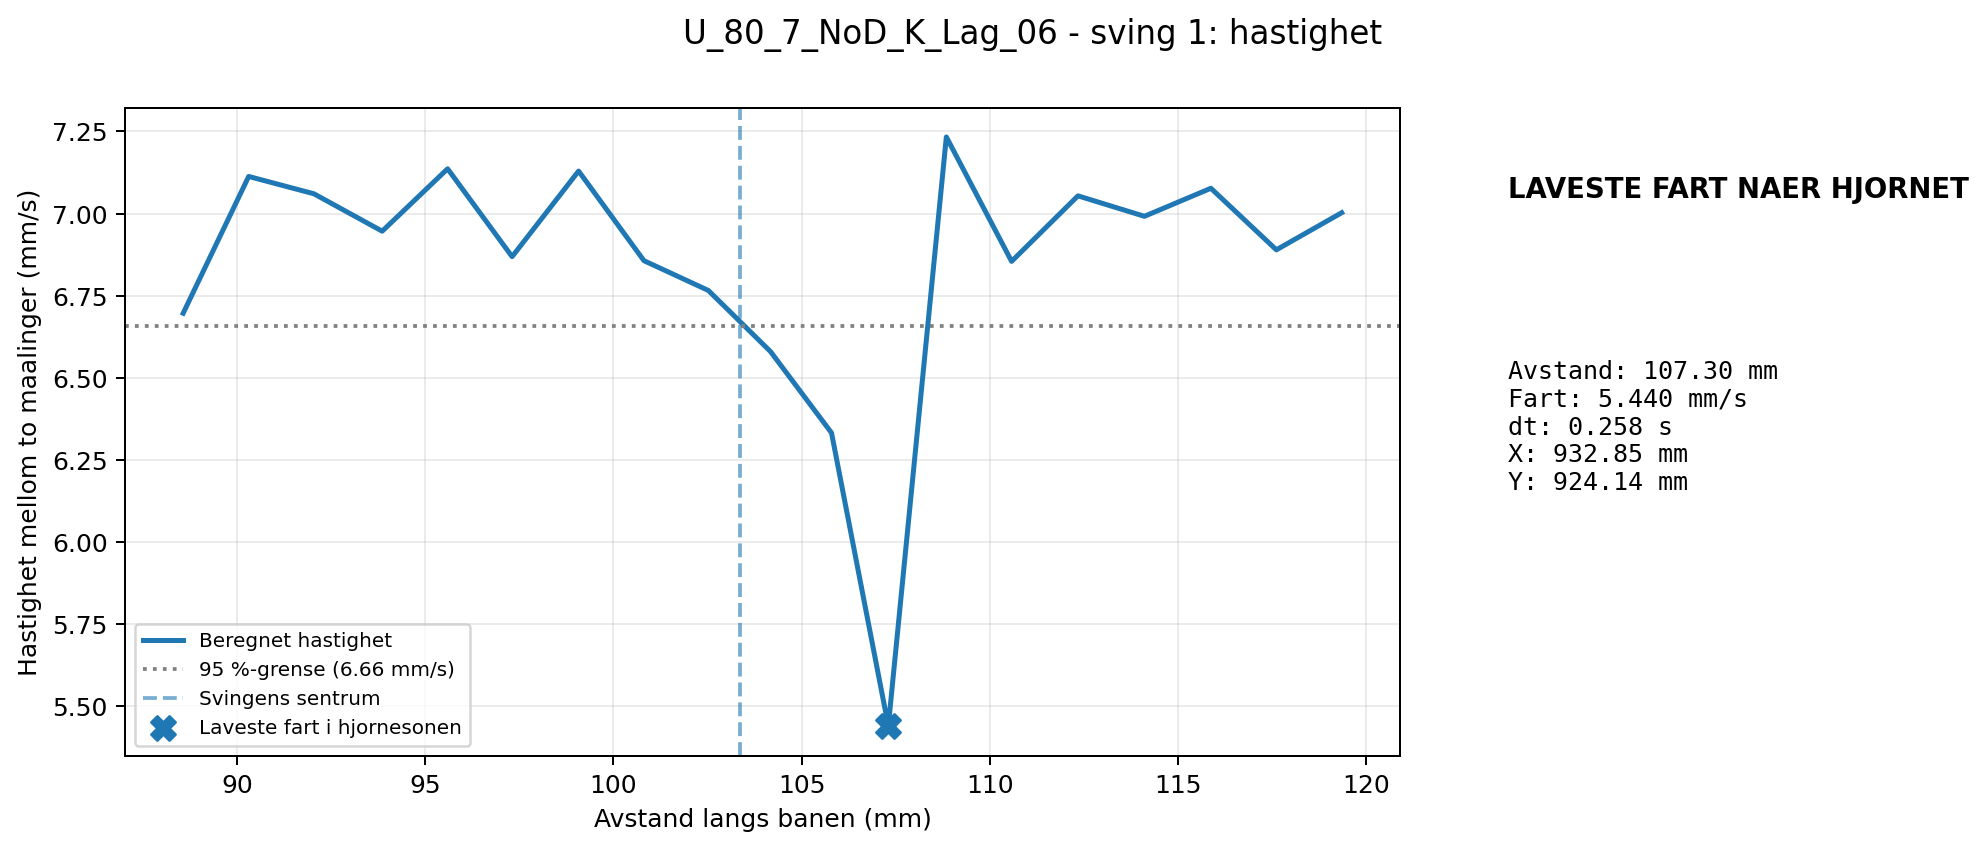 U_80_7_NoD_K_Lag_06 - sving 1: hastighet
Hastighet mellom to maalinger (mm/s)
7.25
7.00
6.75
6.50
6.25
6.00
5.75
5.50
Beregnet hastighet
95 %-grense (6.66 mm/s)
Svingens sentrum
Laveste fart i hjornesonen
90
95
100
105
110
115
120
Avstand langs banen (mm)
LAVESTE FART NAER HJORNET
Avstand: 107.30 mm
Fart: 5.440 mm/s
dt: 0.258 s
X: 932.85 mm
Y: 924.14 mm